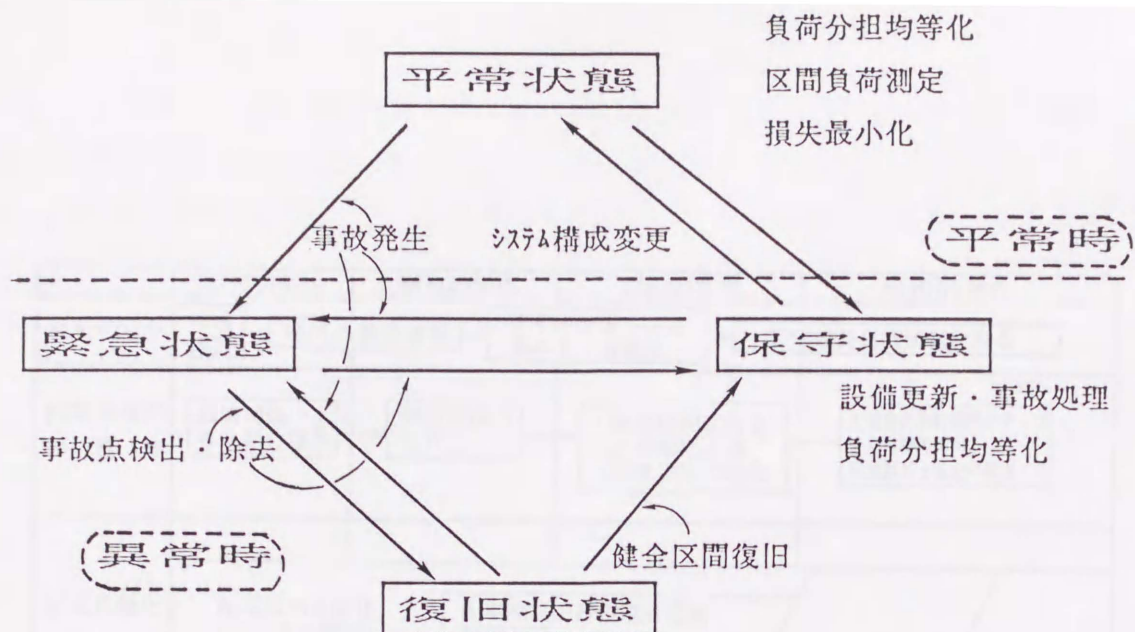 負荷分担均等化
平常状態
区間負荷測定
損失最小化
事故発生
システム構成変更
平常時
緊急状態
保守状態
設備更新・事故処理
事故点検出・除去
負荷分担均等化
異常時
健全区間復旧
復旧状態